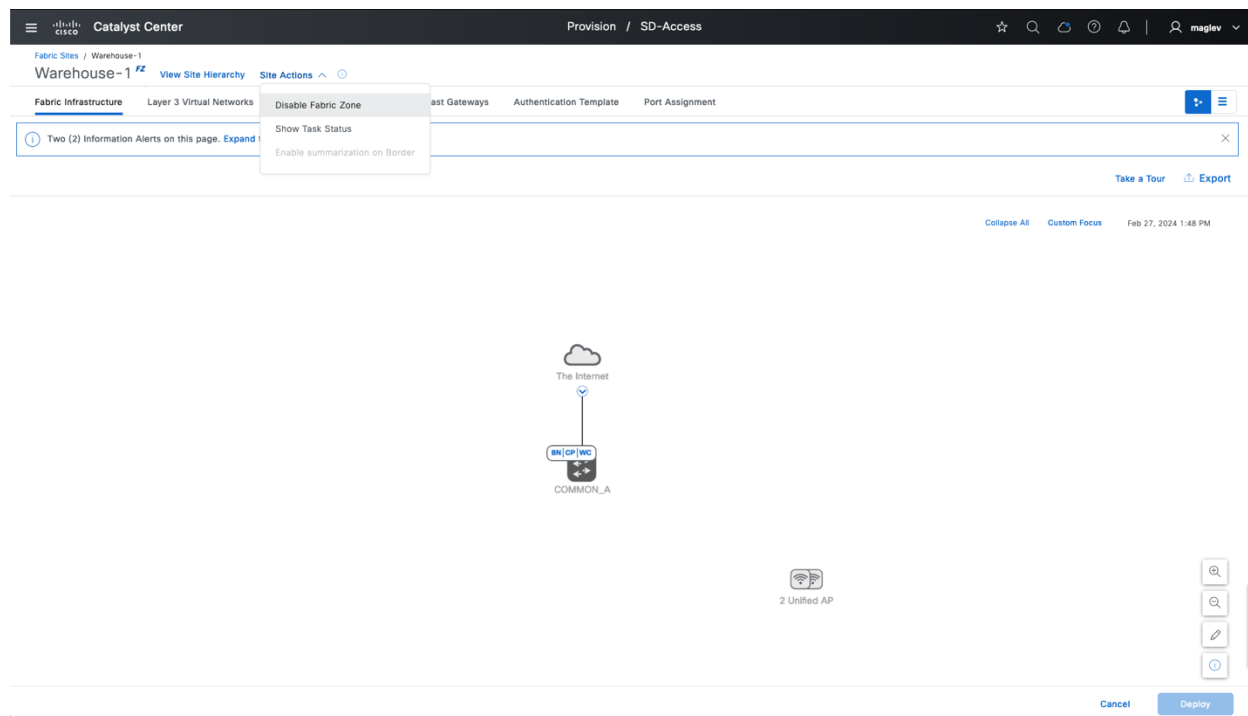 cisco Catalyst Center Provision / SD-Access maglev
Fabric Sites / Warehouse-1
Warehouse-1 FZ View Site Hierarchy Site Actions
Fabric Infrastructure Layer 3 Virtual Networks ast Gateways Authentication Template Port Assignment
Disable Fabric Zone
Show Task Status
Enable summarization on Border
Two (2) Information Alerts on this page. Expand
Take a Tour Export
Collapse All Custom Focus Feb 27, 2024 1:48 PM
The Internet
BN|CP|WC
COMMON_A
2 Unified AP
Cancel Deploy